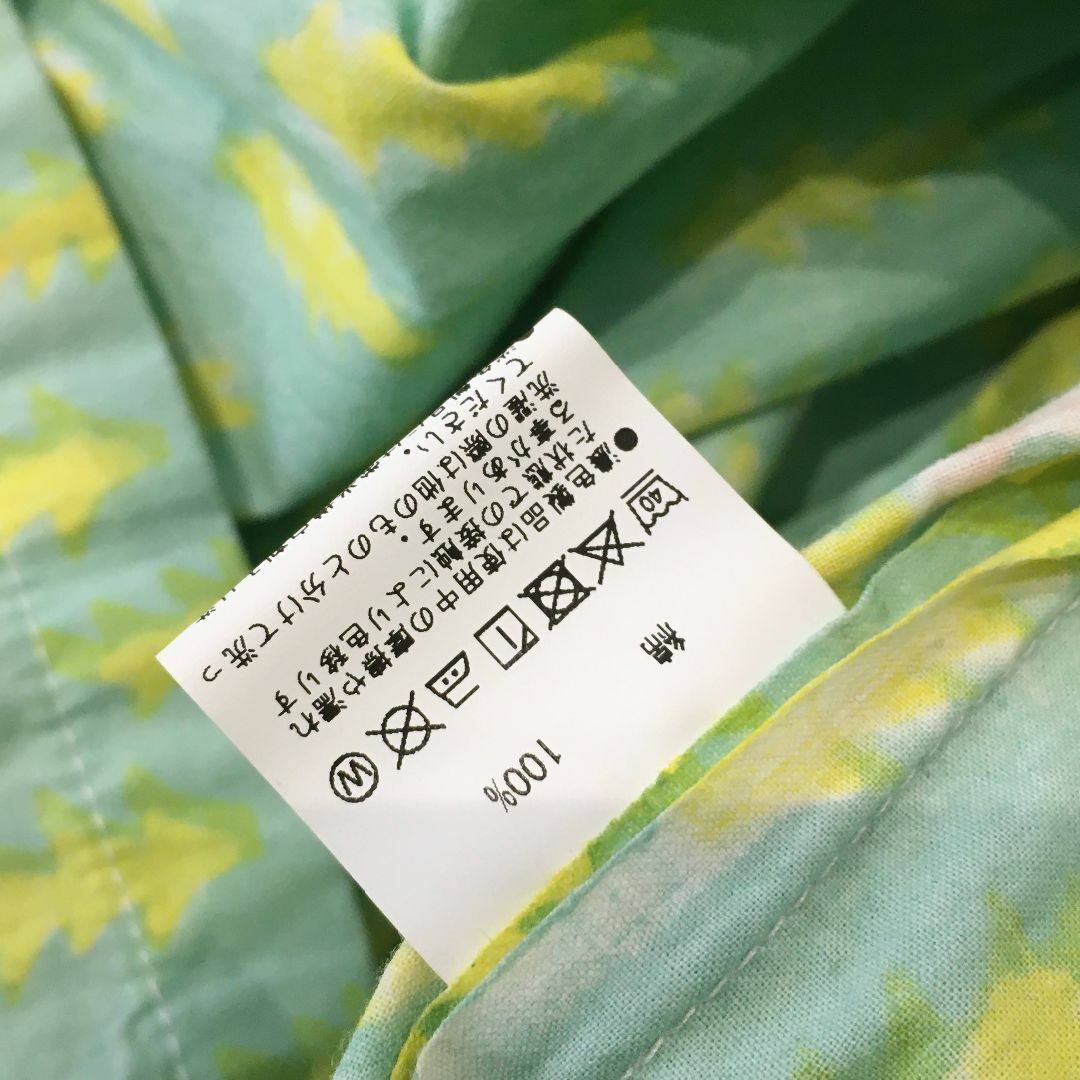 綿 100%
40
W
●濃色製品は使用中の摩擦や濡れ
た状態での接触により色移りす
る事があります。
洗濯の際は他のものと分けて洗っ
てください。